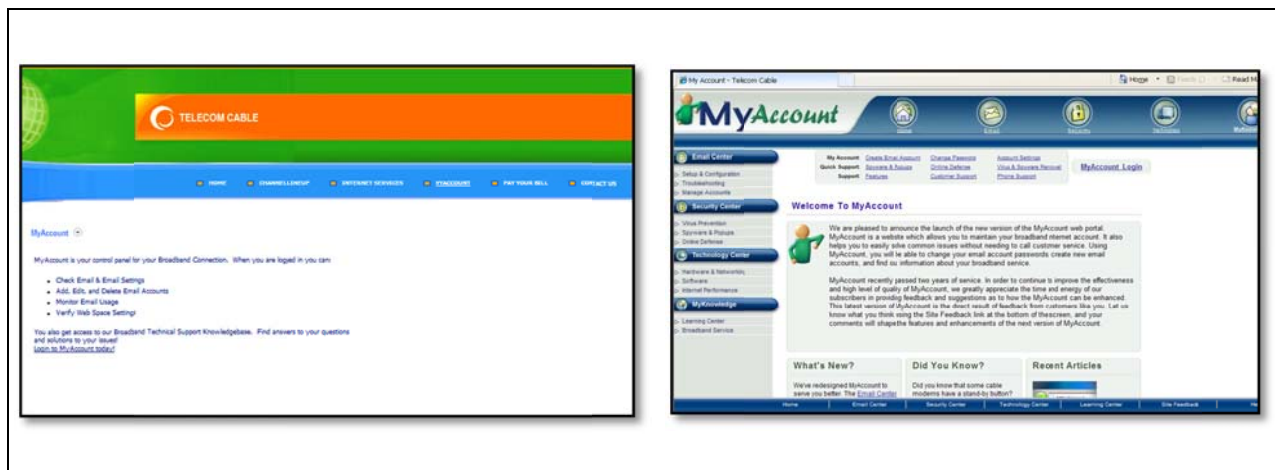 TELECOM CABLE
HOME CHANNELLINEUP INTERNET SERVICES MYACCOUNT PAY YOUR BILL CONTACT US
MyAccount
MyAccount is your control panel for your Broadband Connection. When you are logged in you can:
Check Email & Email Settings
Add, Edit, and Delete Email Accounts
Monitor Email Usage
Verify Web Space Settings
You also get access to our Broadband Technical Support Knowledgebase. Find answers to your questions
and solutions to your issues!
Login to MyAccount today!
My Account - Telecom Cable
Home
Read M
MyAccount
Home Email Security Technology
Email Center
Setup & Configuration
Troubleshooting
Manage Accounts
Security Center
Virus Prevention
Spyware & Popups
Online Defense
Technology Center
Hardware & Networking
Software
Internet Performance
MyKnowledge
Learning Center
Broadband Service
My Account Create Email Account Change Password Account Settings
Quick Support Spyware & Popups Online Defense Virus & Spyware Removal
Support Features Customer Support Phone Support
MyAccount Login
Welcome To MyAccount
We are pleased to announce the launch of the new version of the MyAccount web portal.
MyAccount is a website which allows you to maintain your broadband nternet account. It also
helps you to easily solve common issues without needing to call customer service. Using
MyAccount, you will be able to change your email account passwords create new email
accounts, and find ou information about your broadband service.
MyAccount recently passed two years of service. In order to continue to improve the effectiveness
and high level of quality of MyAccount, we greatly appreciate the time and energy of our
subscribers in providig feedback and suggestions as to how the MyAccount can be enhanced.
This latest version of MyAccount is the direct result of feedback from customers like you. Let us
know what you think using the Site Feedback link at the bottom of thescreen, and your
comments will shapethe features and enhancements of the next version of MyAccount.
What's New?
We've redesigned MyAccount to
serve you better. The Email Center
Did You Know?
Did you know that some cable
modems have a stand-by button?
Recent Articles
Home Email Center Security Center Technology Center Learning Center Site Feedback He